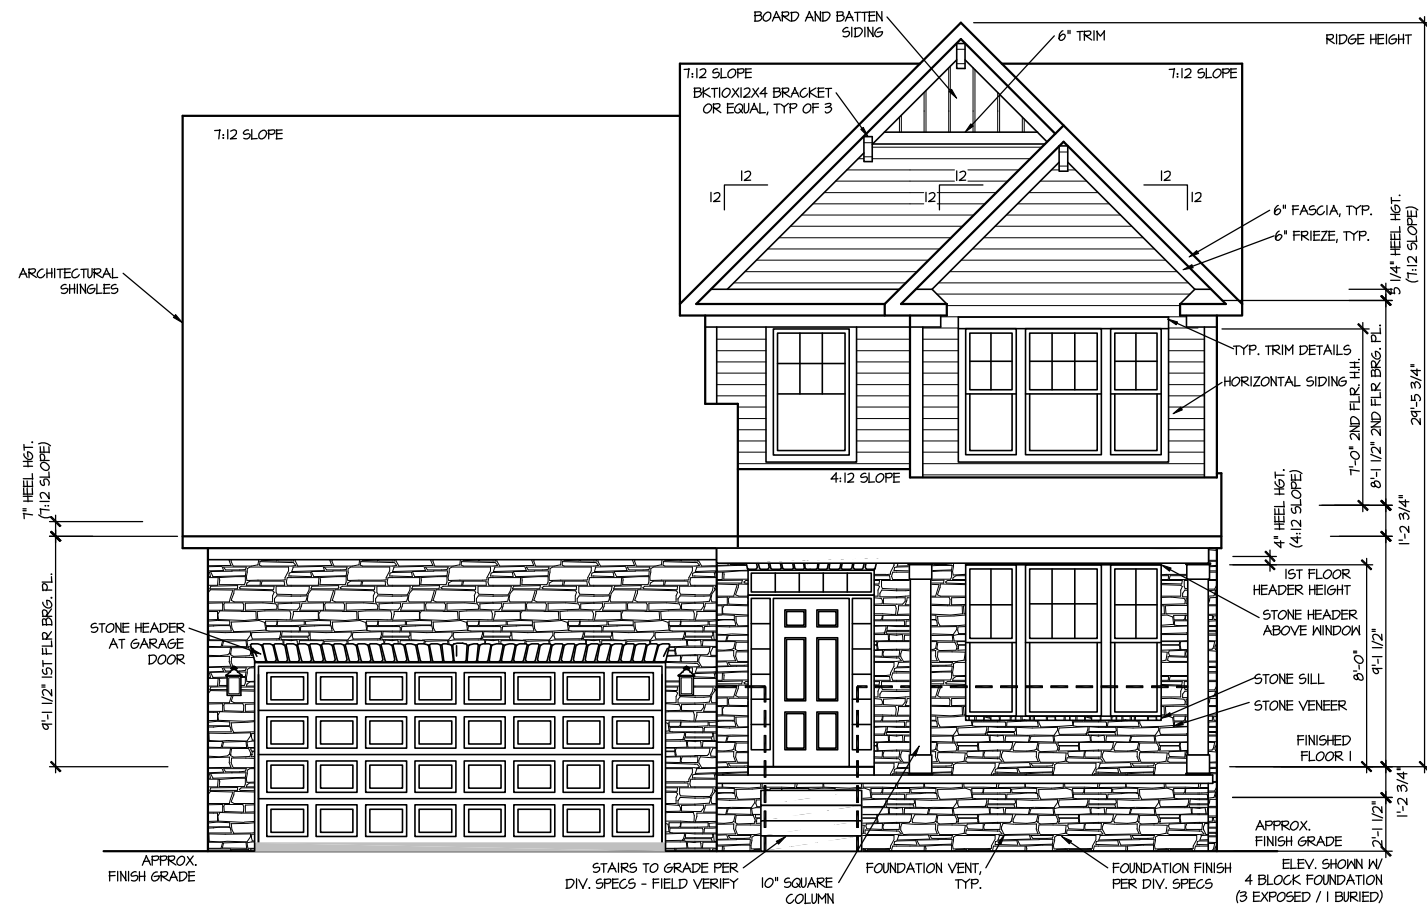 BOARD AND BATTEN
SIDING
6" TRIM
RIDGE HEIGHT
7:12 SLOPE
7:12 SLOPE
BKT10X12X4 BRACKET
OR EQUAL, TYP OF 3
7:12 SLOPE
12
12
12
12
12
12
6" FASCIA, TYP.
6" FRIEZE, TYP.
5 1/4" HEEL HGT.
(7:12 SLOPE)
ARCHITECTURAL
SHINGLES
TYP. TRIM DETAILS
HORIZONTAL SIDING
7'-0" 2ND FLR. H.H.
8'-1 1/2" 2ND FLR BRG. PL.
29'-5 3/4"
7" HEEL HGT.
(7:12 SLOPE)
4:12 SLOPE
4" HEEL HGT.
(4:12 SLOPE)
1'-2 3/4"
9'-1 1/2" 1ST FLR BRG. PL.
1ST FLOOR
HEADER HEIGHT
STONE HEADER
ABOVE WINDOW
STONE HEADER
AT GARAGE
DOOR
8'-0"
9'-1 1/2"
STONE SILL
STONE VENEER
FINISHED
FLOOR 1
1'-2 3/4"
2'-1 1/2"
APPROX.
FINISH GRADE
APPROX.
FINISH GRADE
STAIRS TO GRADE PER
DIV. SPECS - FIELD VERIFY
10" SQUARE
COLUMN
FOUNDATION VENT,
TYP.
FOUNDATION FINISH
PER DIV. SPECS
ELEV. SHOWN W/
4 BLOCK FOUNDATION
(3 EXPOSED / 1 BURIED)